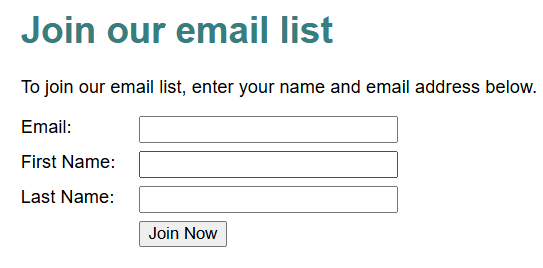 Join our email list
To join our email list, enter your name and email address below.
Email:
First Name:
Last Name:
Join Now